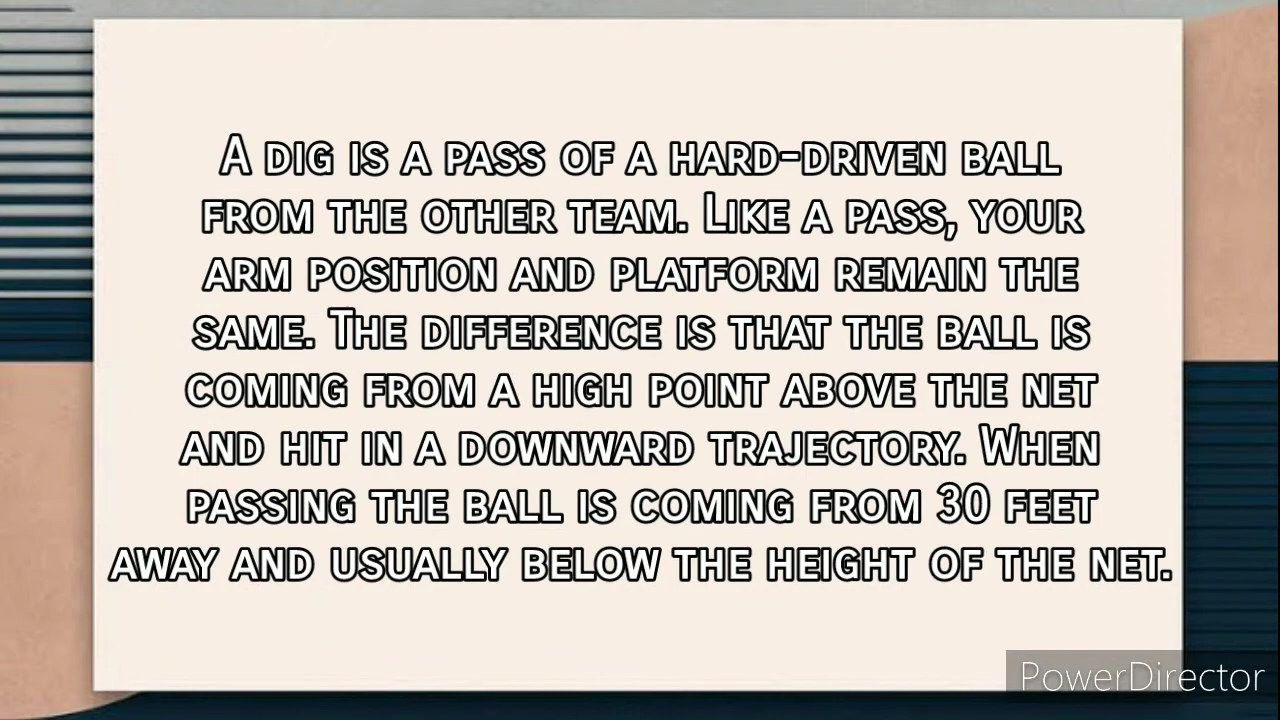 A DIG IS A PASS OF A HARD-DRIVEN BALL
FROM THE OTHER TEAM. LIKE A PASS, YOUR
ARM POSITION AND PLATFORM REMAIN THE
SAME. THE DIFFERENCE IS THAT THE BALL IS
COMING FROM A HIGH POINT ABOVE THE NET
AND HIT IN A DOWNWARD TRAJECTORY. WHEN
PASSING THE BALL IS COMING FROM 30 FEET
AWAY AND USUALLY BELOW THE HEIGHT OF THE NET.
PowerDirector